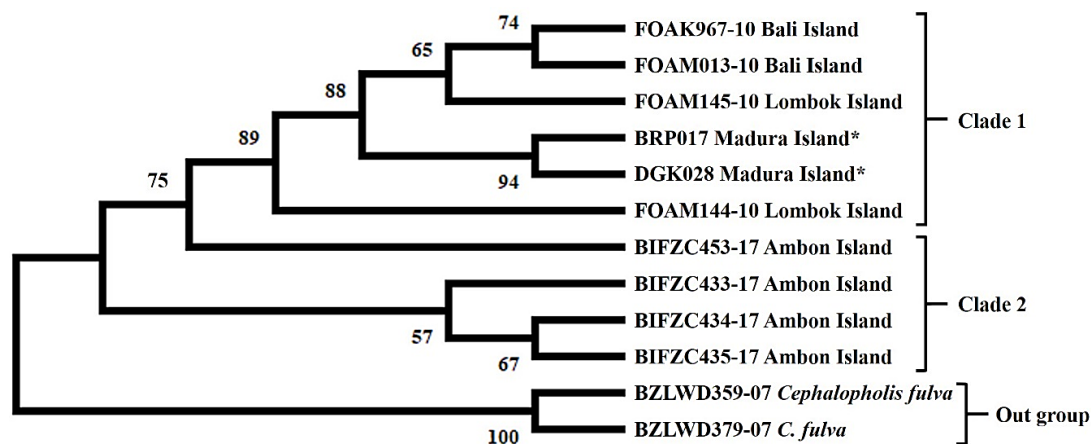 74
FOAK967-10 Bali Island
65
FOAM013-10 Bali Island
88
FOAM145-10 Lombok Island
Clade 1
89
BRP017 Madura Island*
94
DGK028 Madura Island*
75
FOAM144-10 Lombok Island
BIFZC453-17 Ambon Island
BIFZC433-17 Ambon Island
Clade 2
57
BIFZC434-17 Ambon Island
67
BIFZC435-17 Ambon Island
BZLWD359-07 Cephalopholis fulva
Out group
100
BZLWD379-07 C. fulva